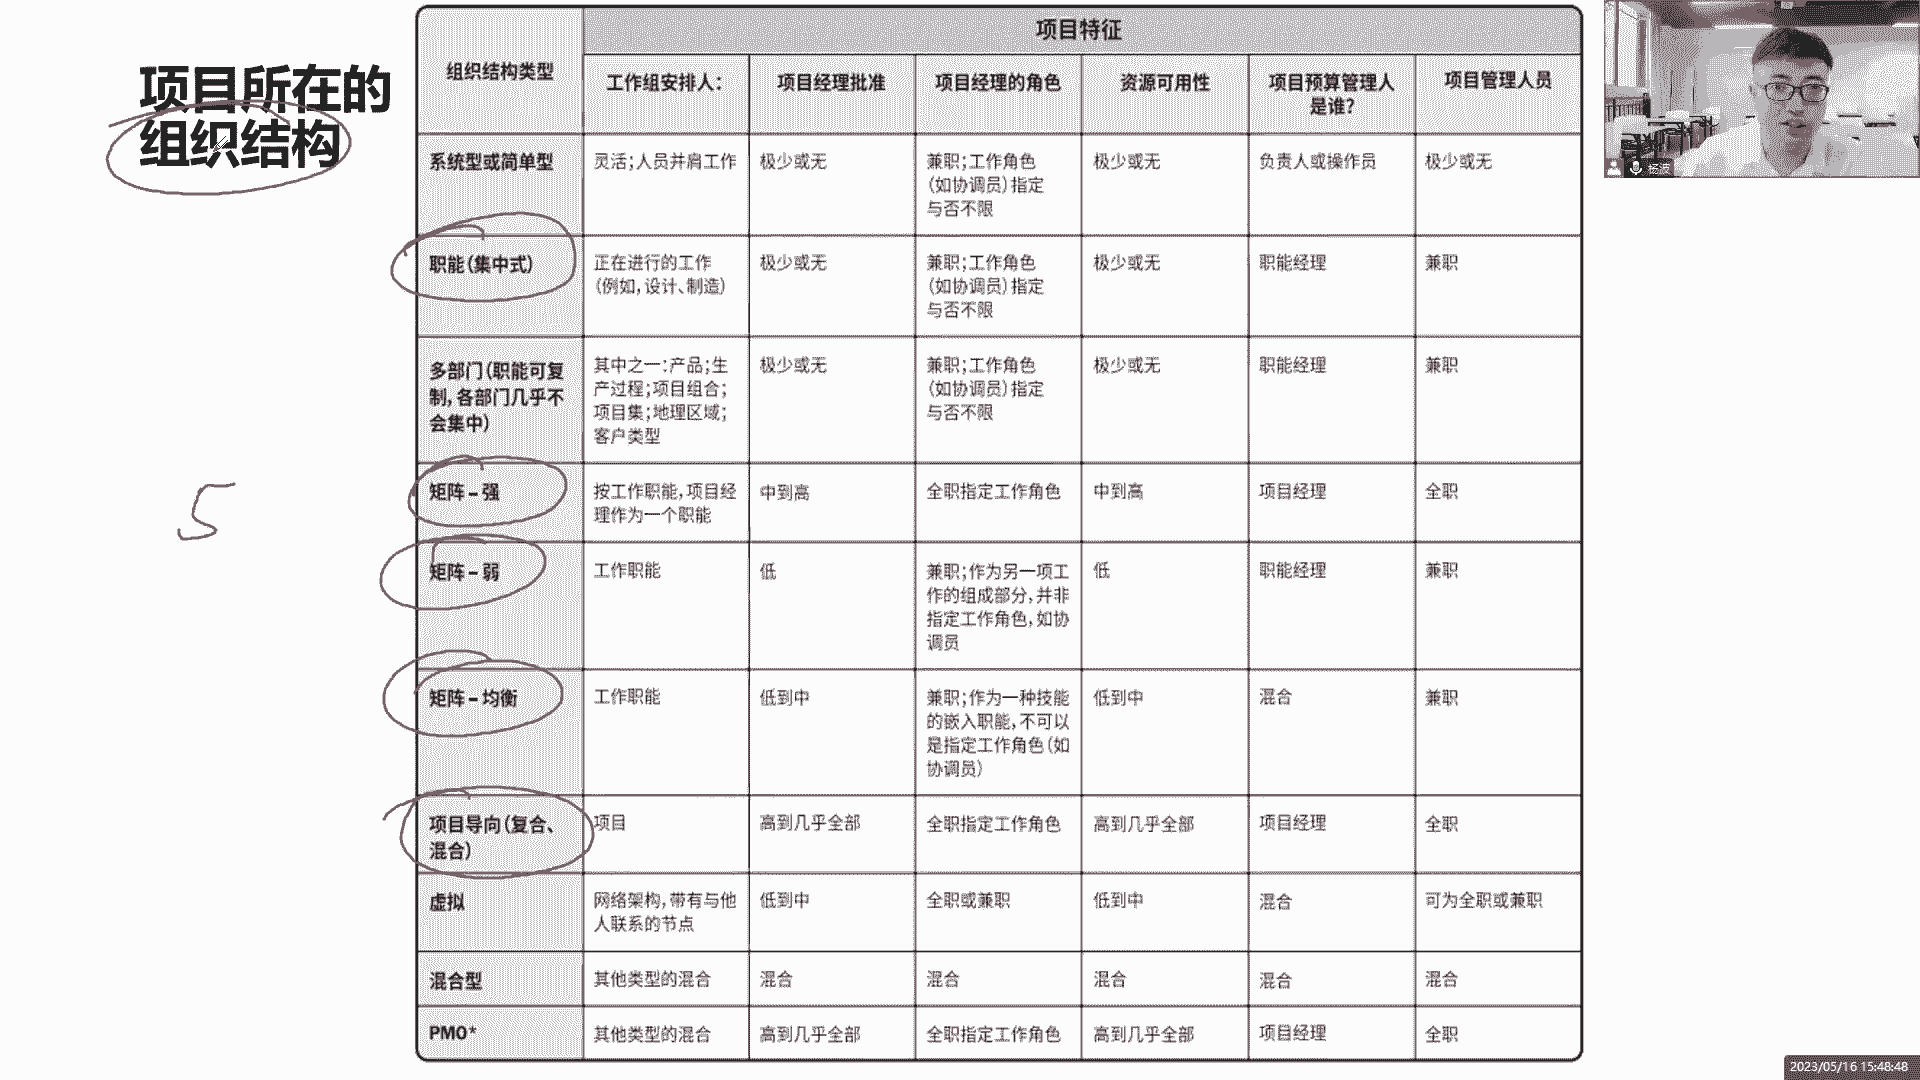 项目所在的
组织结构
5
组织结构类型
项目特征
工作组安排人：
项目经理批准
项目经理的角色
资源可用性
项目预算管理人
是谁？
项目管理人员
系统型或简单型
灵活；人员并肩工作
极少或无
兼职；工作角色
（如协调员）指定
与否不限
极少或无
负责人或操作员
极少或无
职能（集中式）
正在进行的工作
（例如，设计、制造）
极少或无
兼职；工作角色
（如协调员）指定
与否不限
极少或无
职能经理
兼职
多部门（职能可复
制，各部门几乎不
会集中）
其中之一：产品；生
产过程；项目组合；
项目集；地理区域；
客户类型
极少或无
兼职；工作角色
（如协调员）指定
与否不限
极少或无
职能经理
兼职
矩阵－强
按工作职能，项目经
理作为一个职能
中到高
全职指定工作角色
中到高
项目经理
全职
矩阵－弱
工作职能
低
兼职；作为另一项工
作的组成部分，并非
指定工作角色，如协
调员
低
职能经理
兼职
矩阵－均衡
工作职能
低到中
兼职；作为一种技能
的嵌入职能，不可以
是指定工作角色（如
协调员）
低到中
混合
兼职
项目导向（复合、
混合）
项目
高到几乎全部
全职指定工作角色
高到几乎全部
项目经理
全职
虚拟
网络架构，带有与他
人联系的节点
低到中
全职或兼职
低到中
混合
可为全职或兼职
混合型
其他类型的混合
混合
混合
混合
混合
混合
PMO*
其他类型的混合
高到几乎全部
全职指定工作角色
高到几乎全部
项目经理
全职
杨波
2023/05/16 15:48:48